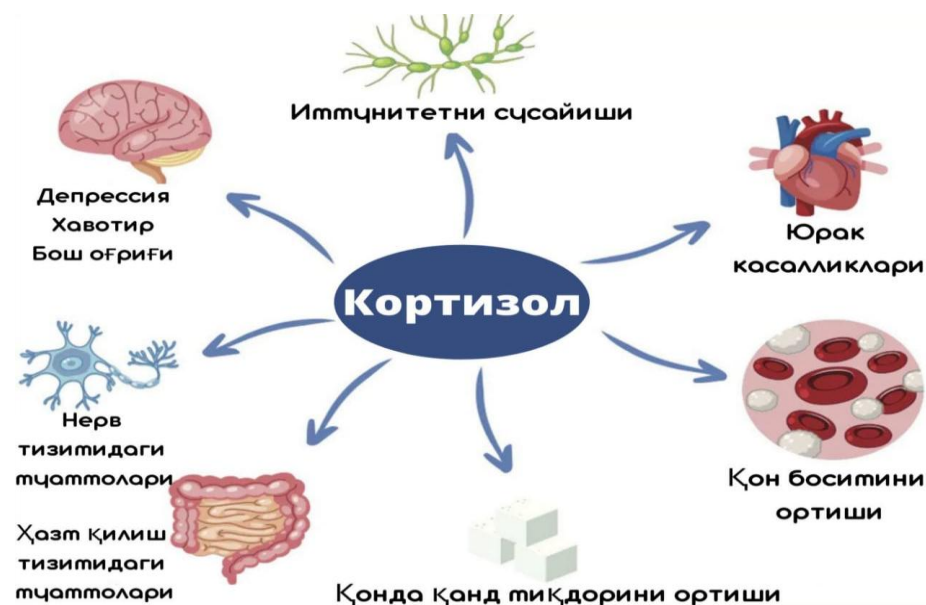 Иммунитетни сусайиши
Депрессия
Хавотир
Бош оғриғи
Юрак
касалликлари
Кортизол
Нерв
тизимидаги
муаммолари
Қон босимини
ортиши
Ҳазм қилиш
тизимидаги
муаммолари
Қонда қанд миқдорини ортиши